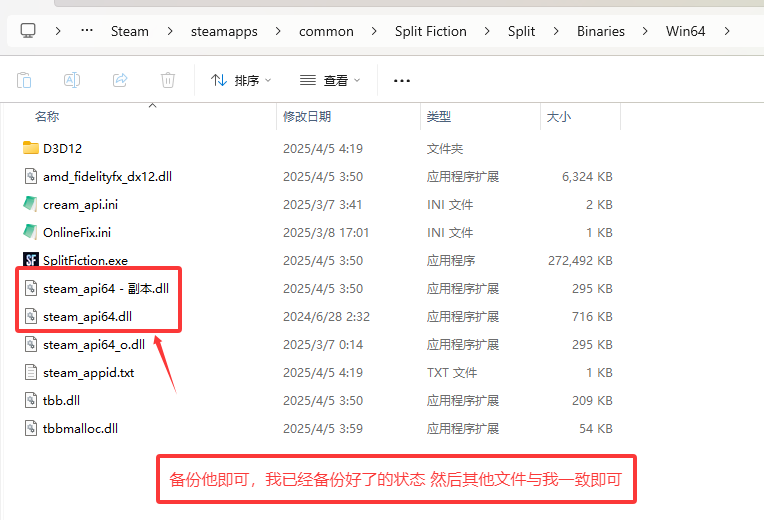 Steam > steamapps > common > Split Fiction > Split > Binaries > Win64 >
排序 查看
名称 修改日期 类型 大小
D3D12 2025/4/5 4:19 文件夹
amd_fidelityfx_dx12.dll 2025/4/5 3:50 应用程序扩展 6,324 KB
cream_api.ini 2025/3/7 3:41 INI 文件 2 KB
OnlineFix.ini 2025/3/8 17:01 INI 文件 1 KB
SF SplitFiction.exe 2025/4/5 3:50 应用程序 272,492 KB
steam_api64 - 副本.dll 2025/4/5 3:50 应用程序扩展 295 KB
steam_api64.dll 2024/6/28 2:32 应用程序扩展 716 KB
steam_api64_o.dll 2025/3/7 0:14 应用程序扩展 295 KB
steam_appid.txt 2025/4/5 4:19 TXT 文件 1 KB
tbb.dll 2025/4/5 3:50 应用程序扩展 209 KB
tbbmalloc.dll 2025/4/5 3:59 应用程序扩展 54 KB
备份他即可，我已经备份好了的状态 然后其他文件与我一致即可